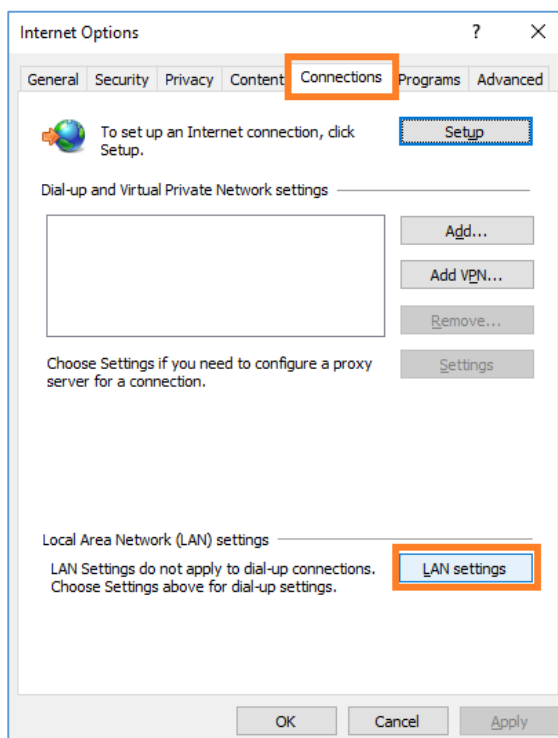 Internet Options ?
General Security Privacy Content Connections Programs Advanced
To set up an Internet connection, click
Setup.
Setup
Dial-up and Virtual Private Network settings
Add...
Add VPN...
Remove...
Choose Settings if you need to configure a proxy
server for a connection.
Settings
Local Area Network (LAN) settings
LAN Settings do not apply to dial-up connections.
Choose Settings above for dial-up settings.
LAN settings
OK Cancel Apply